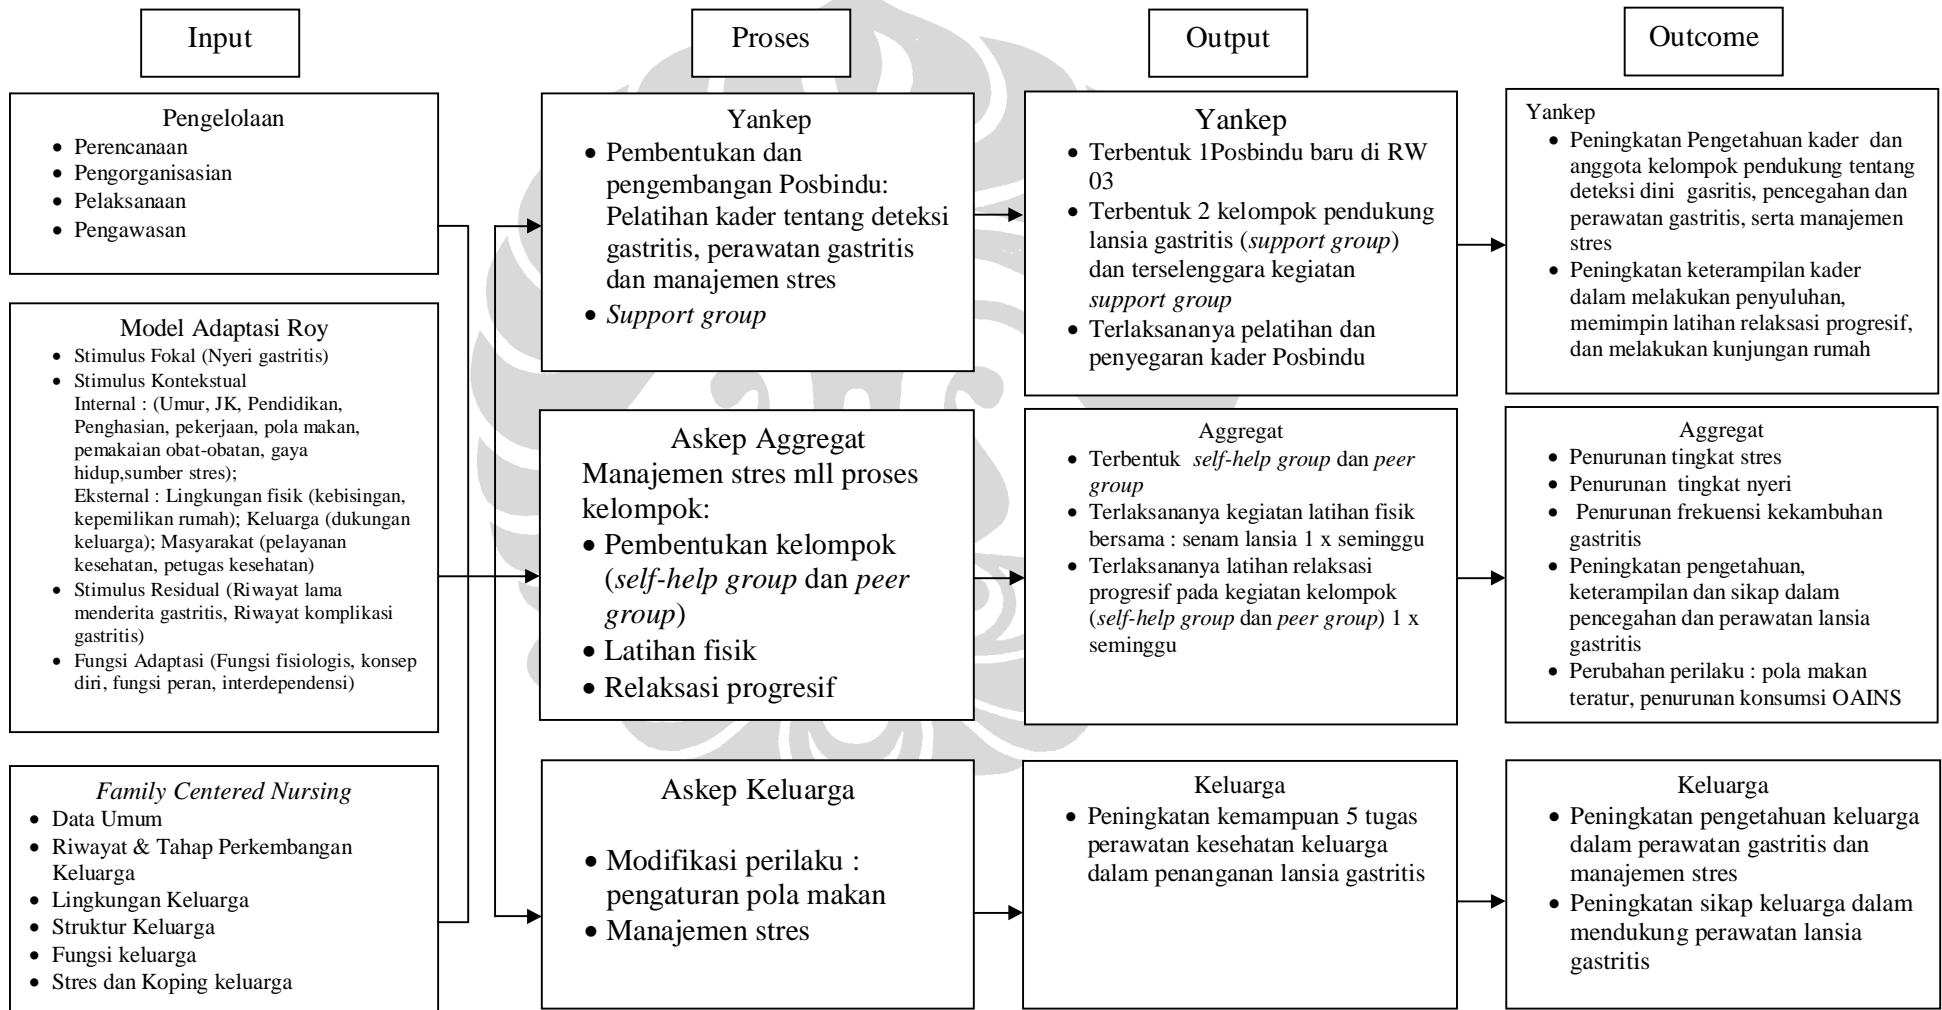 Input
Proses
Output
Outcome
Pengelolaan
• Perencanaan
• Pengorganisasian
• Pelaksanaan
• Pengawasan
Model Adaptasi Roy
• Stimulus Fokal (Nyeri gastritis)
• Stimulus Kontekstual
Internal : (Umur, JK, Pendidikan,
Penghasian, pekerjaan, pola makan,
pemakaian obat-obatan, gaya
hidup,sumber stres);
Eksternal : Lingkungan fisik (kebisingan,
kepemilikan rumah); Keluarga (dukungan
keluarga); Masyarakat (pelayanan
kesehatan, petugas kesehatan)
• Stimulus Residual (Riwayat lama
menderita gastritis, Riwayat komplikasi
gastritis)
• Fungsi Adaptasi (Fungsi fisiologis, konsep
diri, fungsi peran, interdependensi)
Family Centered Nursing
• Data Umum
• Riwayat & Tahap Perkembangan
Keluarga
• Lingkungan Keluarga
• Struktur Keluarga
• Fungsi keluarga
• Stres dan Koping keluarga
Yankep
• Pembentukan dan
pengembangan Posbindu:
Pelatihan kader tentang deteksi
gastritis, perawatan gastritis
dan manajemen stres
• Support group
Askep Aggregat
Manajemen stres mll proses
kelompok:
• Pembentukan kelompok
(self-help group dan peer
group)
• Latihan fisik
• Relaksasi progresif
Askep Keluarga
• Modifikasi perilaku :
pengaturan pola makan
• Manajemen stres
Yankep
• Terbentuk 1Posbindu baru di RW
03
• Terbentuk 2 kelompok pendukung
lansia gastritis (support group)
dan terselenggara kegiatan
support group
• Terlaksananya pelatihan dan
penyegaran kader Posbindu
Aggregat
• Terbentuk self-help group dan peer
group
• Terlaksananya kegiatan latihan fisik
bersama : senam lansia 1 x seminggu
• Terlaksananya latihan relaksasi
progresif pada kegiatan kelompok
(self-help group dan peer group) 1 x
seminggu
Keluarga
• Peningkatan kemampuan 5 tugas
perawatan kesehatan keluarga
dalam penanganan lansia gastritis
Yankep
• Peningkatan Pengetahuan kader dan
anggota kelompok pendukung tentang
deteksi dini gasritis, pencegahan dan
perawatan gastritis, serta manajemen
stres
• Peningkatan keterampilan kader
dalam melakukan penyuluhan,
memimpin latihan relaksasi progresif,
dan melakukan kunjungan rumah
Aggregat
• Penurunan tingkat stres
• Penurunan tingkat nyeri
• Penurunan frekuensi kekambuhan
gastritis
• Peningkatan pengetahuan,
keterampilan dan sikap dalam
pencegahan dan perawatan lansia
gastritis
• Perubahan perilaku : pola makan
teratur, penurunan konsumsi OAINS
Keluarga
• Peningkatan pengetahuan keluarga
dalam perawatan gastritis dan
manajemen stres
• Peningkatan sikap keluarga dalam
mendukung perawatan lansia
gastritis